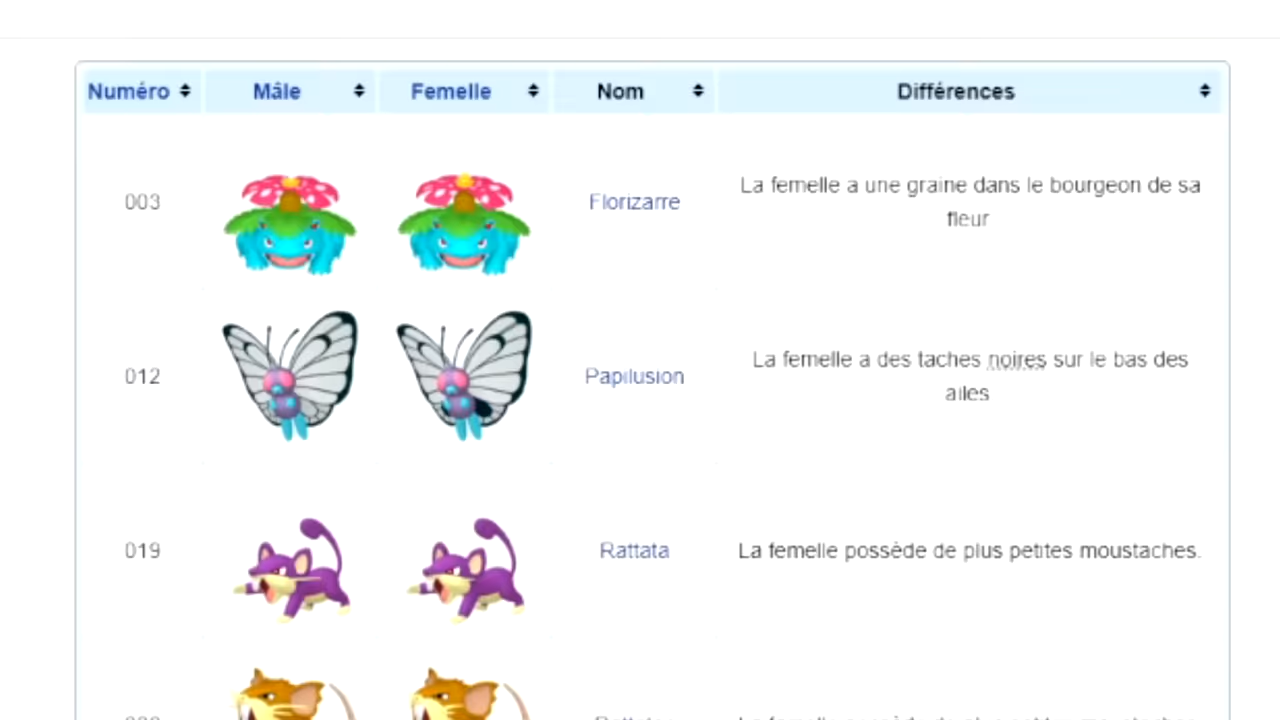 Numéro Mâle Femelle Nom Différences
003 Florizarre La femelle a une graine dans le bourgeon de sa
fleur
012 Papilusion La femelle a des taches noires sur le bas des
ailes
019 Rattata La femelle possède de plus petites moustaches.